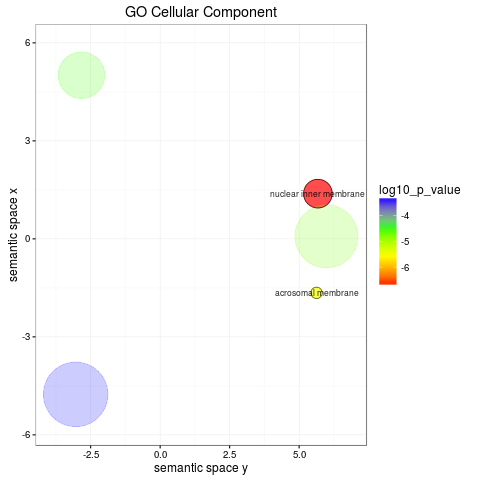 GO Cellular Component
6
3
0
-3
-6
semantic space x
nuclear inner membrane
acrosomal membrane
-2.5
0.0
2.5
5.0
semantic space y
log10_p_value
-4
-5
-6